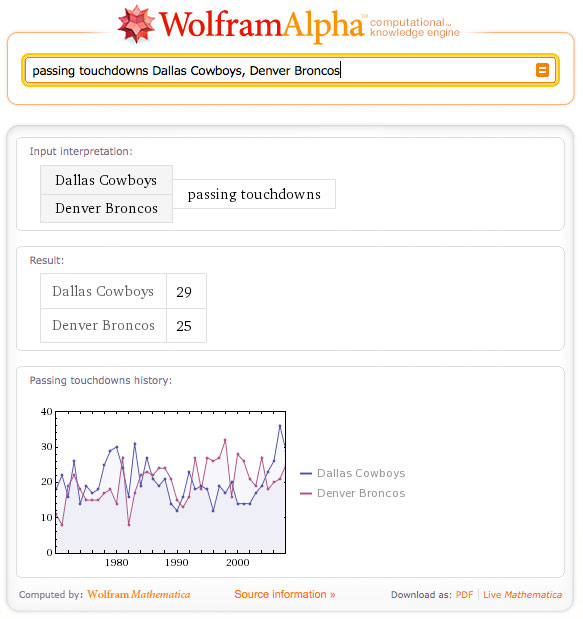 WolframAlpha™ computational...
knowledge engine
passing touchdowns Dallas Cowboys, Denver Broncos
Input interpretation:
Dallas Cowboys
passing touchdowns
Denver Broncos
Result:
Dallas Cowboys 29
Denver Broncos 25
Passing touchdowns history:
40
30
20
10
0
1980 1990 2000
Dallas Cowboys
Denver Broncos
Computed by: Wolfram Mathematica Source information » Download as: PDF | Live Mathematica